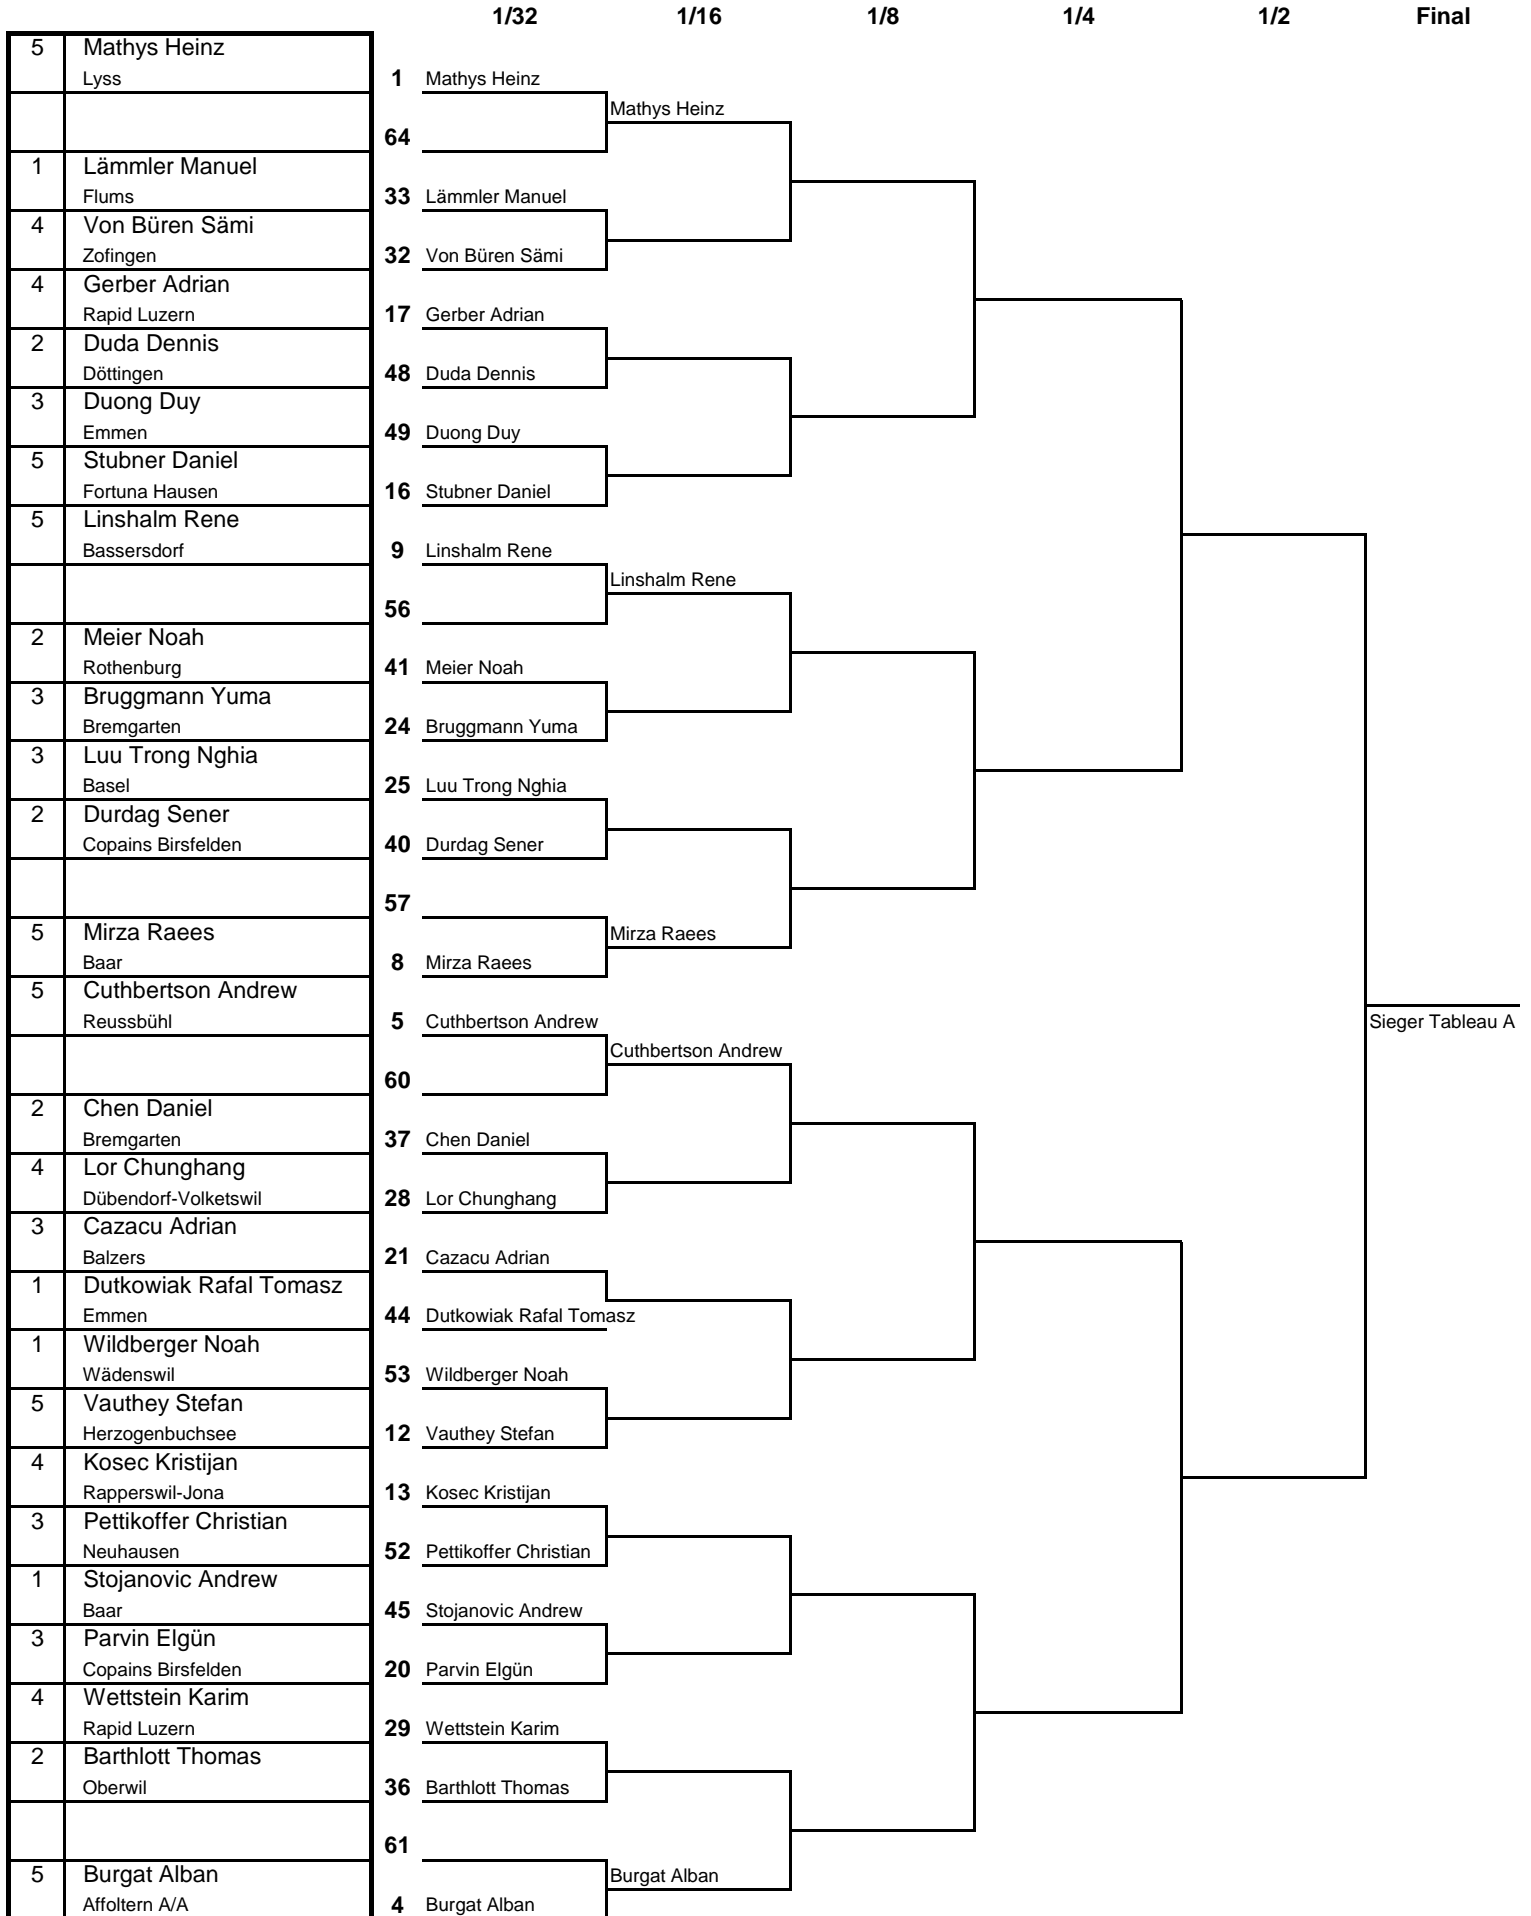 1/32 1/16 1/8 1/4 1/2 Final
5 Mathys Heinz
Lyss 1 Mathys Heinz
Mathys Heinz
64
1 Lämmler Manuel
Flums 33 Lämmler Manuel
4 Von Büren Sämi
Zofingen 32 Von Büren Sämi
4 Gerber Adrian
Rapid Luzern 17 Gerber Adrian
2 Duda Dennis
Döttingen 48 Duda Dennis
3 Duong Duy
Emmen 49 Duong Duy
5 Stubner Daniel
Fortuna Hausen 16 Stubner Daniel
5 Linshalm Rene
Bassersdorf 9 Linshalm Rene
Linshalm Rene
56
2 Meier Noah
Rothenburg 41 Meier Noah
3 Bruggmann Yuma
Bremgarten 24 Bruggmann Yuma
3 Luu Trong Nghia
Basel 25 Luu Trong Nghia
2 Durdag Sener
Copains Birsfelden 40 Durdag Sener
57
5 Mirza Raees Mirza Raees
Baar 8 Mirza Raees
5 Cuthbertson Andrew
Reussbühl 5 Cuthbertson Andrew Sieger Tableau A
Cuthbertson Andrew
60
2 Chen Daniel
Bremgarten 37 Chen Daniel
4 Lor Chunghang
Dübendorf-Volketswil 28 Lor Chunghang
3 Cazacu Adrian
Balzers 21 Cazacu Adrian
1 Dutkowiak Rafal Tomasz
Emmen 44 Dutkowiak Rafal Tomasz
1 Wildberger Noah
Wädenswil 53 Wildberger Noah
5 Vauthey Stefan
Herzogenbuchsee 12 Vauthey Stefan
4 Kosec Kristijan
Rapperswil-Jona 13 Kosec Kristijan
3 Pettikoffer Christian
Neuhausen 52 Pettikoffer Christian
1 Stojanovic Andrew
Baar 45 Stojanovic Andrew
3 Parvin Elgün
Copains Birsfelden 20 Parvin Elgün
4 Wettstein Karim
Rapid Luzern 29 Wettstein Karim
2 Barthlott Thomas
Oberwil 36 Barthlott Thomas
61
5 Burgat Alban Burgat Alban
Affoltern A/A 4 Burgat Alban